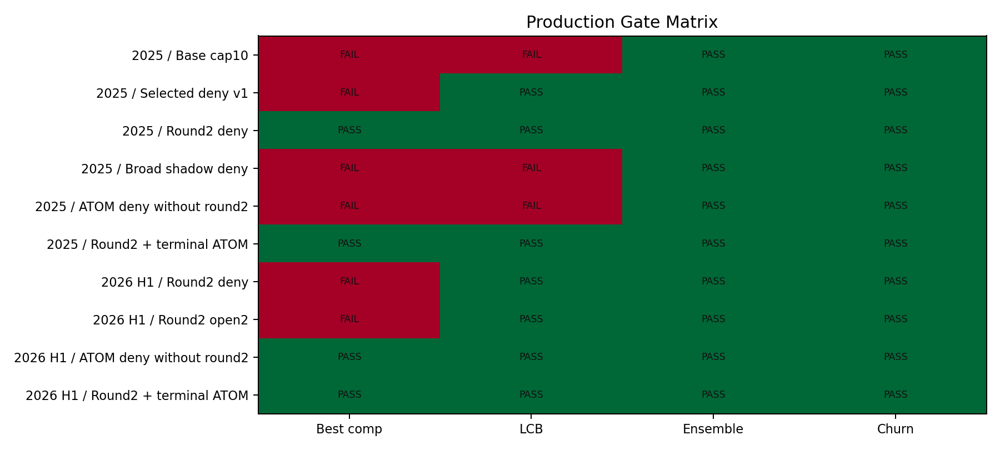 Production Gate Matrix
2025 / Base cap10 FAIL FAIL PASS PASS
2025 / Selected deny v1 FAIL PASS PASS PASS
2025 / Round2 deny PASS PASS PASS PASS
2025 / Broad shadow deny FAIL FAIL PASS PASS
2025 / ATOM deny without round2 FAIL FAIL PASS PASS
2025 / Round2 + terminal ATOM PASS PASS PASS PASS
2026 H1 / Round2 deny FAIL PASS PASS PASS
2026 H1 / Round2 open2 FAIL PASS PASS PASS
2026 H1 / ATOM deny without round2 PASS PASS PASS PASS
2026 H1 / Round2 + terminal ATOM PASS PASS PASS PASS
Best comp LCB Ensemble Churn